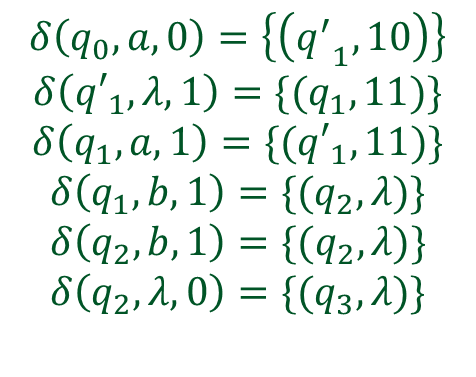 δ(q₀, a, 0) = {(q′₁, 10)}
δ(q′₁, λ, 1) = {(q₁, 11)}
δ(q₁, a, 1) = {(q′₁, 11)}
δ(q₁, b, 1) = {(q₂, λ)}
δ(q₂, b, 1) = {(q₂, λ)}
δ(q₂, λ, 0) = {(q₃, λ)}